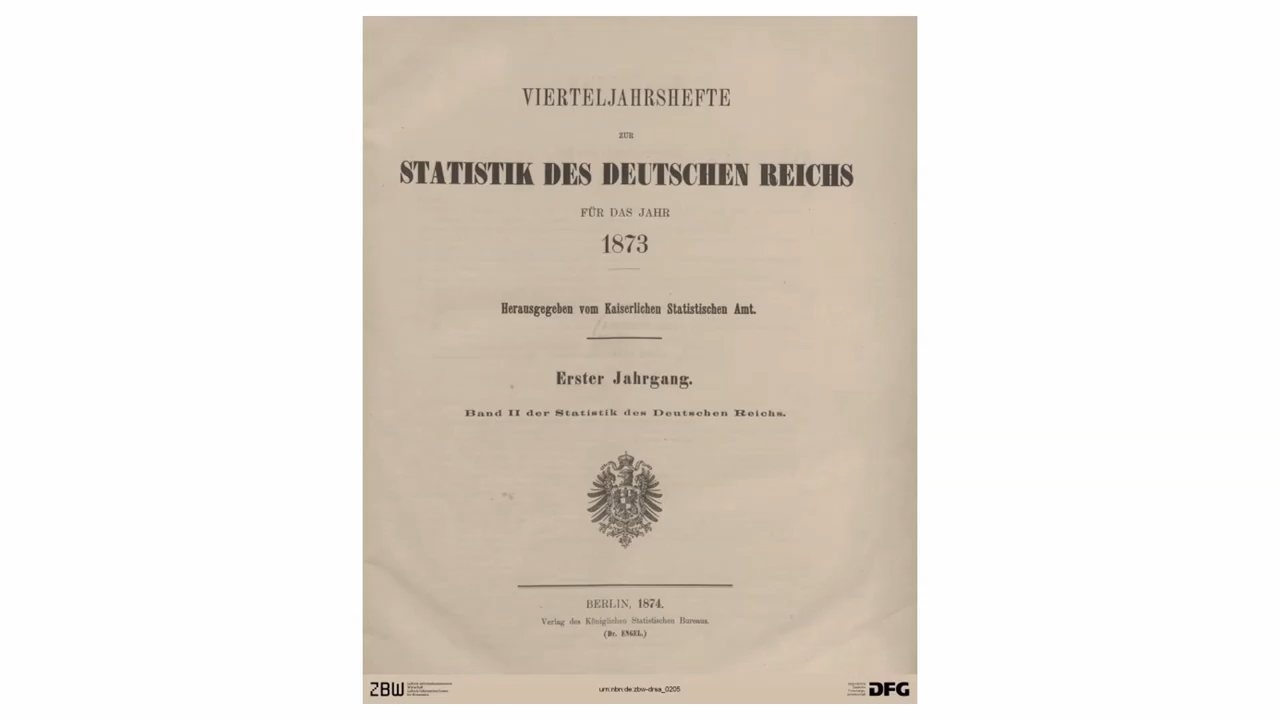 VIERTELJAHRSHEFTE
ZUR
STATISTIK DES DEUTSCHEN REICHS
FÜR DAS JAHR
1873
Herausgegeben vom Kaiserlichen Statistischen Amt.
Erster Jahrgang.
Band II der Statistik des Deutschen Reichs.
BERLIN, 1874.
Verlag des Königlichen Statistischen Bureaus.
(Dr. ENGEL.)
ZBW
urn:nbn:de:zbw-drsa_0205
DFG